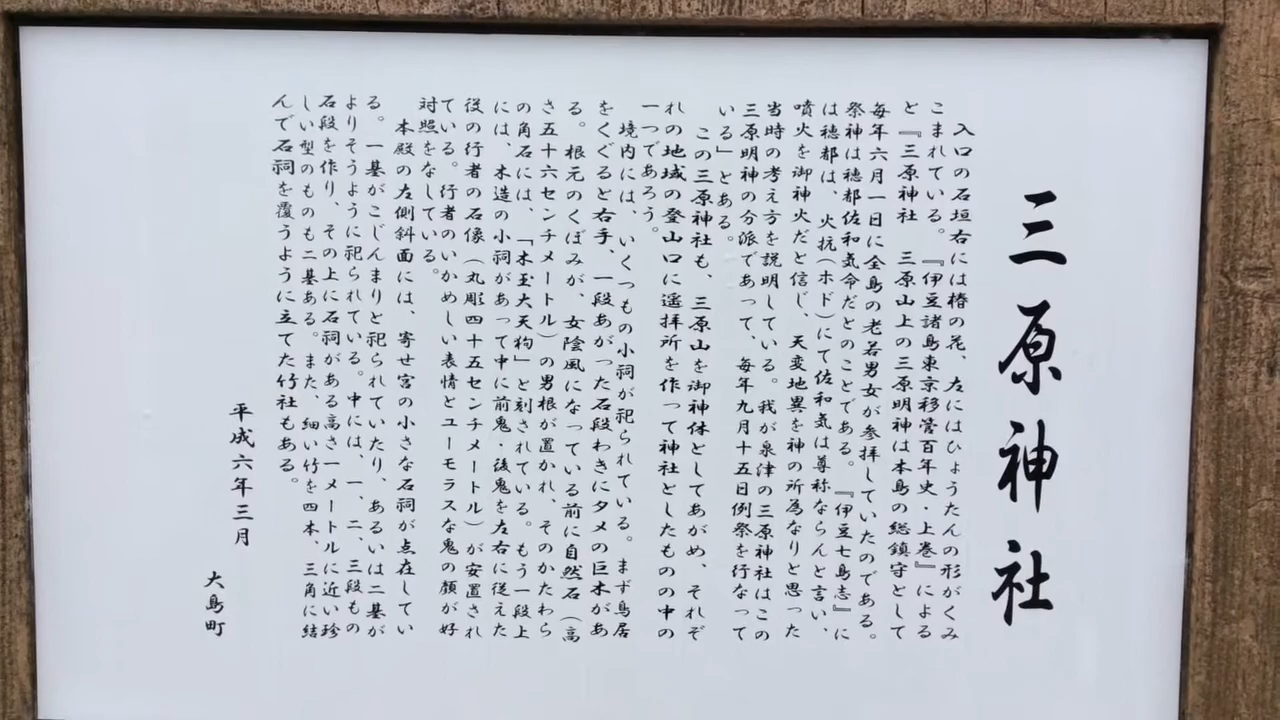 三原神社
入口の石垣右には椿の花、左にはひょうたんの形がくみ
こまれている。『伊豆諸島東京移管百年史・上巻』による
と『三原神社　三原山上の三原明神は本島の総鎮守として
毎年六月一日に全島の老若男女が参拝していたのである。
祭神は穂都佐和気命だとのことである。『伊豆七島志』に
は穂都は、火抗(ホド)にて佐和気は尊称ならんと言い、
噴火を御神火だと信じ、天変地異を神の所為なりと思った
当時の考え方を説明している。我が泉津の三原神社はこの
三原明神の分派であって、毎年九月十五日例祭を行なって
いる」とある。
この三原神社も、三原山を御神体としてあがめ、それぞ
れの地域の登山口に遥拝所を作って神社としたものの中の
一つであろう。
境内には、いくつもの小祠が祀られている。まず鳥居
をくぐると右手、一段あがった石段わきにタメの巨木があ
る。根元のくぼみが、女陰風になっている前に自然石（高
さ五十六センチメートル）の男根が置かれ、そのかたわら
の角石には、「木玉大天狗」と刻されている。もう一段上
には、木造の小祠があって中に前鬼・後鬼を左右に従えた
役の行者の石像（丸彫四十五センチメートル）が安置され
ている。行者のいかめしい表情とユーモラスな鬼の顔が好
対照をなしている。
本殿の左側斜面には、寄せ宮の小さな石祠が点在してい
る。一基がこじんまりと祀られていたり、あるいは二基が
よりそうように祀られている。中には、一、二、三段もの
石段を作り、その上に石祠がある高さ一メートルに近い珍
しい型のものも二基ある。また、細い竹を四本、三角に結
んで石祠を覆うように立てた竹社もある。
平成六年三月
大島町